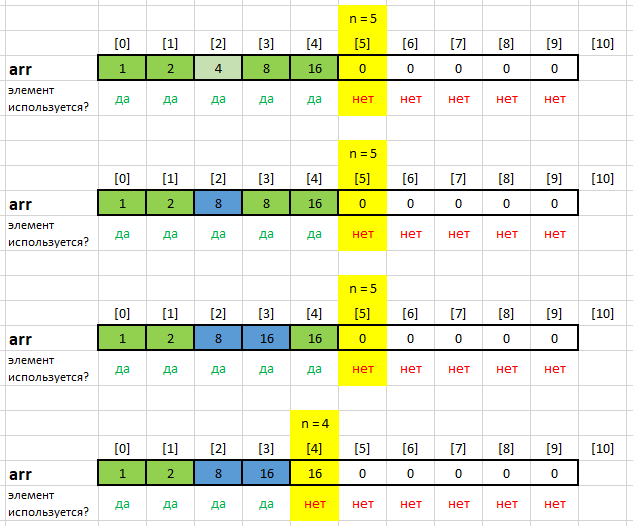 n = 5
[0] [1] [2] [3] [4] [5] [6] [7] [8] [9] [10]
arr 1 2 4 8 16 0 0 0 0 0
элемент
используется? да да да да да нет нет нет нет нет
n = 5
[0] [1] [2] [3] [4] [5] [6] [7] [8] [9] [10]
arr 1 2 8 8 16 0 0 0 0 0
элемент
используется? да да да да да нет нет нет нет нет
n = 5
[0] [1] [2] [3] [4] [5] [6] [7] [8] [9] [10]
arr 1 2 8 16 16 0 0 0 0 0
элемент
используется? да да да да да нет нет нет нет нет
n = 4
[0] [1] [2] [3] [4] [5] [6] [7] [8] [9] [10]
arr 1 2 8 16 16 0 0 0 0 0
элемент
используется? да да да да нет нет нет нет нет нет